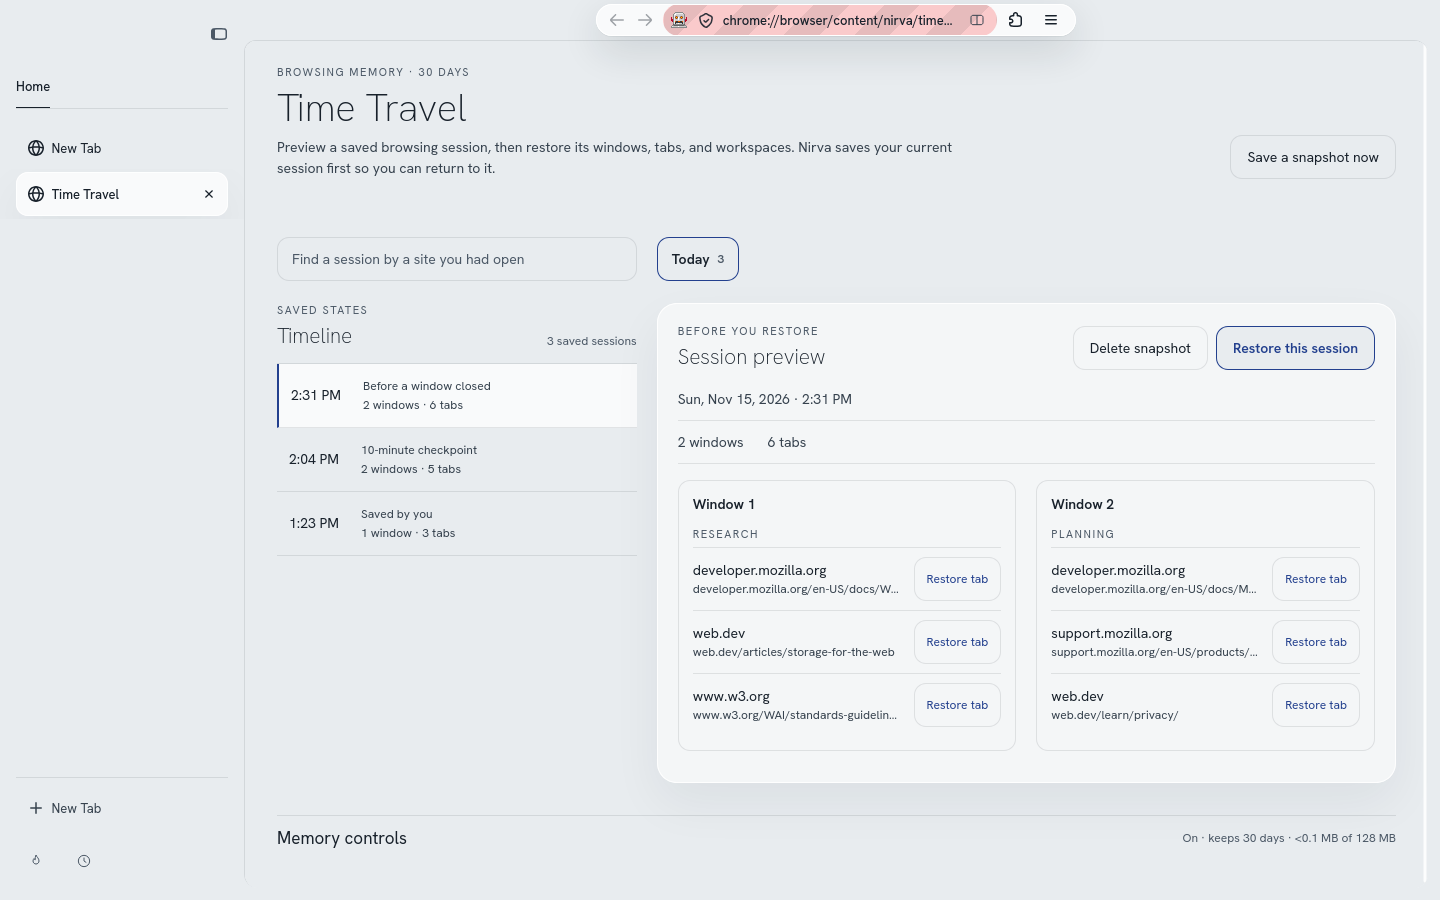 chrome://browser/content/nirva/time...
Home
New Tab
Time Travel
New Tab
BROWSING MEMORY · 30 DAYS
Time Travel
Preview a saved browsing session, then restore its windows, tabs, and workspaces. Nirva saves your current
session first so you can return to it.
Save a snapshot now
Find a session by a site you had open
Today 3
SAVED STATES
Timeline
3 saved sessions
2:31 PM
Before a window closed
2 windows · 6 tabs
2:04 PM
10-minute checkpoint
2 windows · 5 tabs
1:23 PM
Saved by you
1 window · 3 tabs
BEFORE YOU RESTORE
Session preview
Delete snapshot
Restore this session
Sun, Nov 15, 2026 · 2:31 PM
2 windows 6 tabs
Window 1
RESEARCH
developer.mozilla.org
developer.mozilla.org/en-US/docs/W...
Restore tab
web.dev
web.dev/articles/storage-for-the-web
Restore tab
www.w3.org
www.w3.org/WAI/standards-guidelin...
Restore tab
Window 2
PLANNING
developer.mozilla.org
developer.mozilla.org/en-US/docs/M...
Restore tab
support.mozilla.org
support.mozilla.org/en-US/products/...
Restore tab
web.dev
web.dev/learn/privacy/
Restore tab
Memory controls
On · keeps 30 days · <0.1 MB of 128 MB